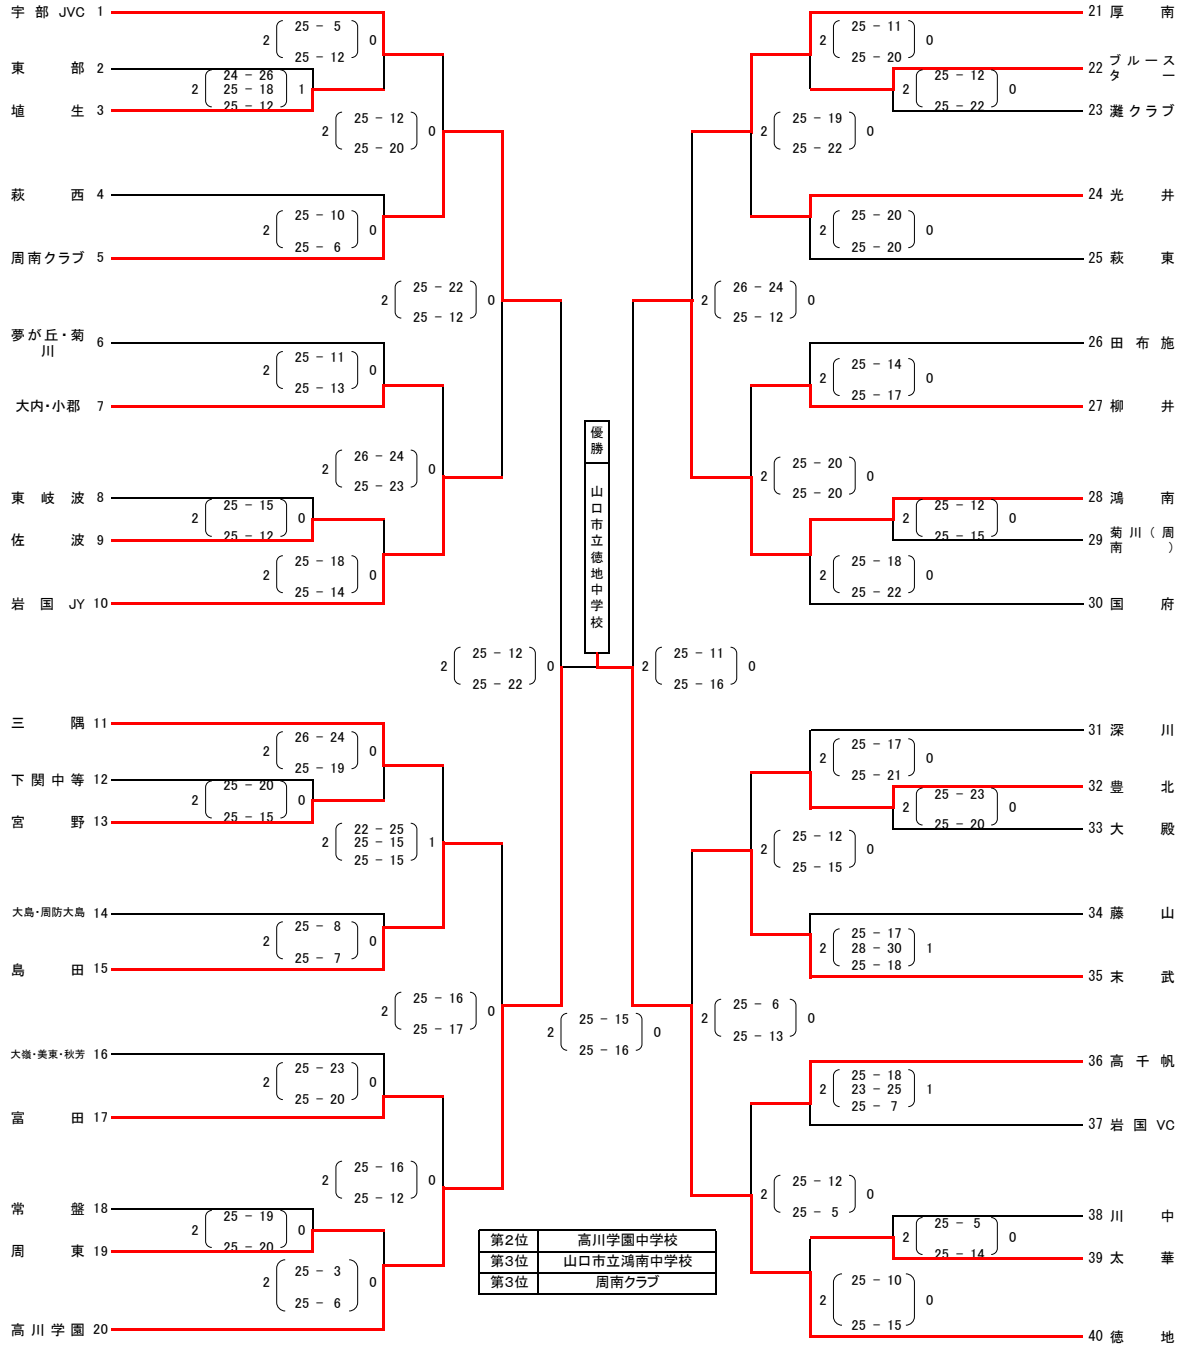 宇部 JVC 1
2 25 - 5 0
25 - 12
東部 2
24 - 26
2 25 - 18 1
25 - 12
埴生 3
25 - 12
2 0
25 - 20
萩西 4
25 - 10
2 0
25 - 6
周南クラブ 5
25 - 22
2 0
25 - 12
夢が丘・菊川 6
25 - 11
2 0
25 - 13
大内・小郡 7
26 - 24
2 0
25 - 23
東岐波 8
25 - 15
2 0
25 - 12
佐波 9
25 - 18
2 0
25 - 14
岩国 JY 10
25 - 12
2 0
25 - 22
三隅 11
26 - 24
2 0
25 - 19
下関中等 12
25 - 20
2 0
25 - 15
宮野 13
22 - 25
2 25 - 15 1
25 - 15
大島・周防大島 14
25 - 8
2 0
25 - 7
島田 15
25 - 16
2 0
25 - 17
大嶺・美東・秋芳 16
25 - 23
2 0
25 - 20
富田 17
25 - 16
2 0
25 - 12
常盤 18
25 - 19
2 0
25 - 20
周東 19
25 - 3
2 0
25 - 6
高川学園 20
優勝
山口市立徳地中学校
25 - 15
2 0
25 - 16
第2位 高川学園中学校
第3位 山口市立鴻南中学校
第3位 周南クラブ
21 厚南
25 - 11
2 0
25 - 20
22 ブルースター
25 - 12
2 0
25 - 22
23 灘クラブ
25 - 19
2 0
25 - 22
24 光井
25 - 20
2 0
25 - 20
25 萩東
26 - 24
2 0
25 - 12
26 田布施
25 - 14
2 0
25 - 17
27 柳井
25 - 20
2 0
25 - 20
28 鴻南
25 - 12
2 0
25 - 15
29 菊川(周南)
25 - 18
2 0
25 - 22
30 国府
25 - 11
2 0
25 - 16
31 深川
25 - 17
2 0
25 - 21
32 豊北
25 - 23
2 0
25 - 20
33 大殿
25 - 12
2 0
25 - 15
34 藤山
25 - 17
2 28 - 30 1
25 - 18
35 末武
25 - 6
2 0
25 - 13
36 高千帆
25 - 18
2 23 - 25 1
25 - 7
37 岩国 VC
25 - 12
2 0
25 - 5
38 川中
25 - 5
2 0
25 - 14
39 太華
25 - 10
2 0
25 - 15
40 徳地